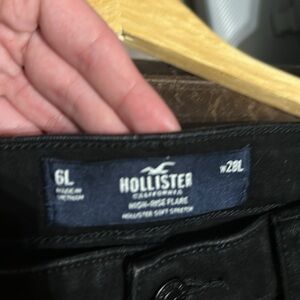 6L
MADE IN
VIETNAM
HOLLISTER
CALIFORNIA
HIGH-RISE FLARE
HOLLISTER SOFT STRETCH
W28L